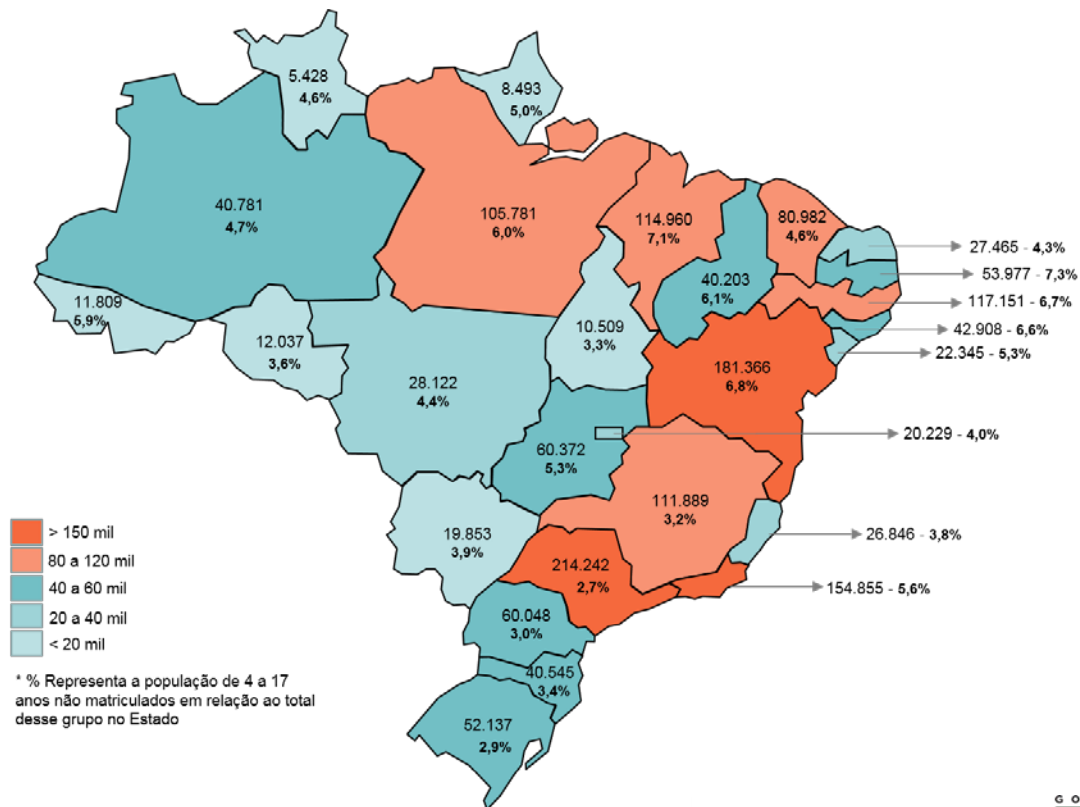 5.428
4,6%
8.493
5,0%
40.781
4,7%
105.781
6,0%
114.960
7,1%
80.982
4,6%
27.465 - 4,3%
53.977 - 7,3%
117.151 - 6,7%
42.908 - 6,6%
22.345 - 5,3%
40.203
6,1%
11.809
5,9%
12.037
3,6%
10.509
3,3%
28.122
4,4%
181.366
6,8%
20.229 - 4,0%
60.372
5,3%
111.889
3,2%
26.846 - 3,8%
19.853
3,9%
214.242
2,7%
154.855 - 5,6%
60.048
3,0%
40.545
3,4%
52.137
2,9%
> 150 mil
80 a 120 mil
40 a 60 mil
20 a 40 mil
< 20 mil
* % Representa a população de 4 a 17
anos não matriculados em relação ao total
desse grupo no Estado
G O